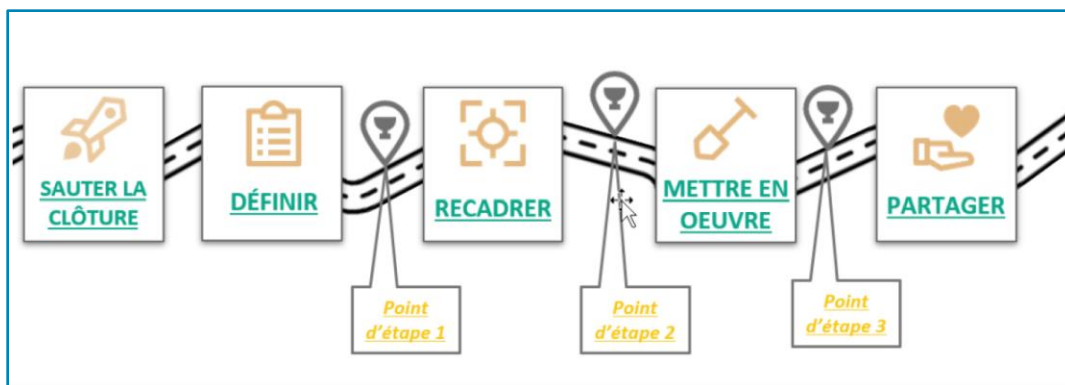 SAUTER LA
CLÔTURE
DÉFINIR
RECADRER
METTRE EN
OEUVRE
PARTAGER
Point
d'étape 1
Point
d'étape 2
Point
d'étape 3